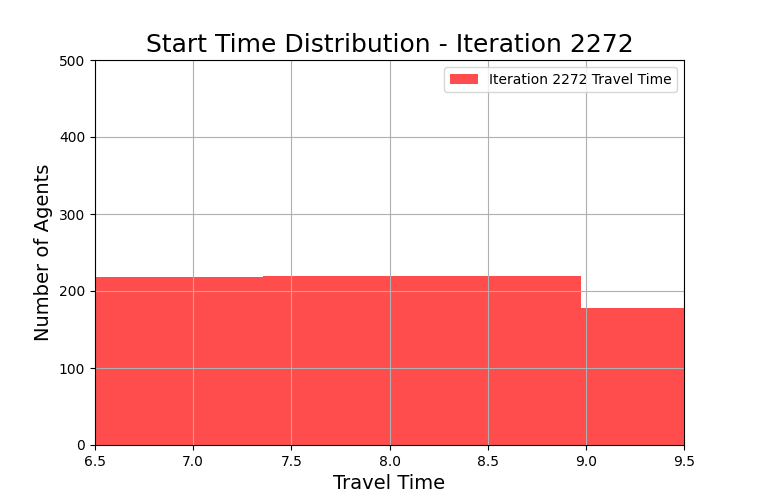 Start Time Distribution - Iteration 2272
Iteration 2272 Travel Time
Number of Agents
500
400
300
200
100
0
6.5 7.0 7.5 8.0 8.5 9.0 9.5
Travel Time